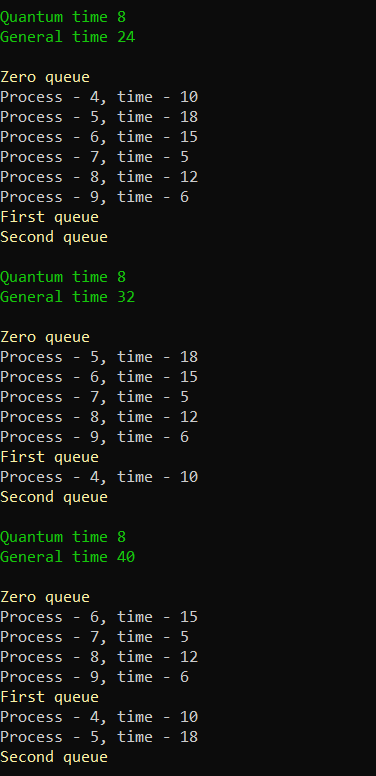 Quantum time 8
General time 24
Zero queue
Process - 4, time - 10
Process - 5, time - 18
Process - 6, time - 15
Process - 7, time - 5
Process - 8, time - 12
Process - 9, time - 6
First queue
Second queue
Quantum time 8
General time 32
Zero queue
Process - 5, time - 18
Process - 6, time - 15
Process - 7, time - 5
Process - 8, time - 12
Process - 9, time - 6
First queue
Process - 4, time - 10
Second queue
Quantum time 8
General time 40
Zero queue
Process - 6, time - 15
Process - 7, time - 5
Process - 8, time - 12
Process - 9, time - 6
First queue
Process - 4, time - 10
Process - 5, time - 18
Second queue